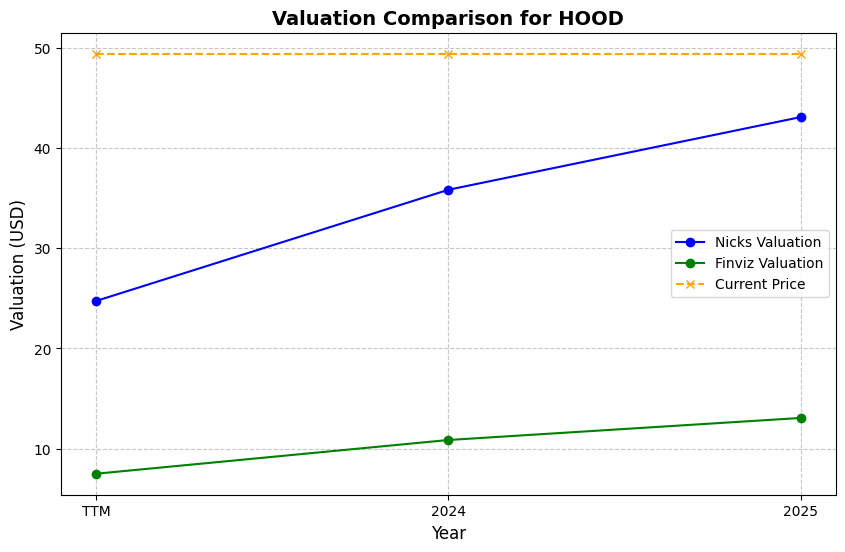 Valuation Comparison for HOOD
Valuation (USD)
50
40
30
20
10
Nicks Valuation
Finviz Valuation
Current Price
TTM
2024
2025
Year